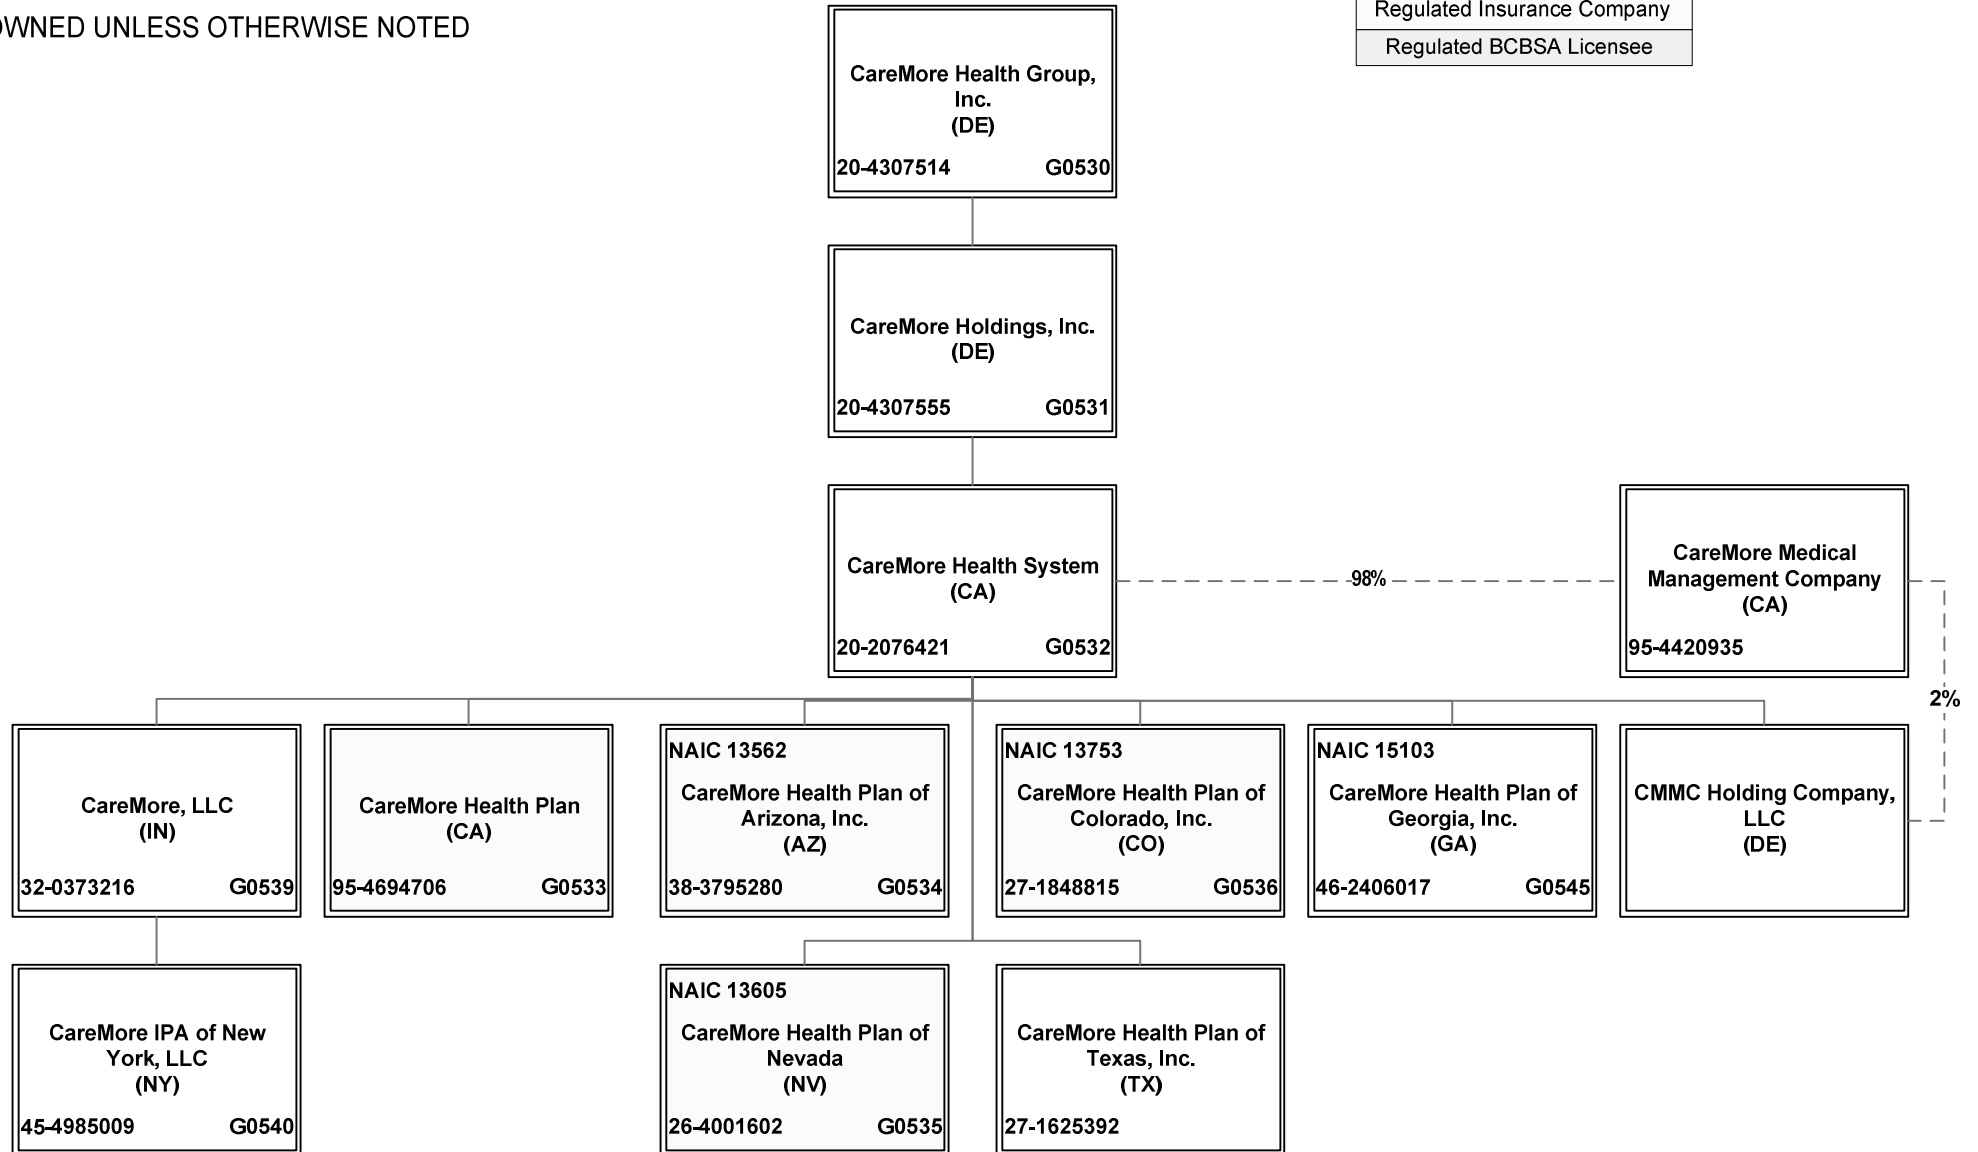 OWNED UNLESS OTHERWISE NOTED
Regulated Insurance Company
Regulated BCBSA Licensee
CareMore Health Group,
Inc.
(DE)
20-4307514 G0530
CareMore Holdings, Inc.
(DE)
20-4307555 G0531
CareMore Health System
(CA)
20-2076421 G0532
98%
CareMore Medical
Management Company
(CA)
95-4420935
2%
CareMore, LLC
(IN)
32-0373216 G0539
CareMore Health Plan
(CA)
95-4694706 G0533
NAIC 13562
CareMore Health Plan of
Arizona, Inc.
(AZ)
38-3795280 G0534
NAIC 13753
CareMore Health Plan of
Colorado, Inc.
(CO)
27-1848815 G0536
NAIC 15103
CareMore Health Plan of
Georgia, Inc.
(GA)
46-2406017 G0545
CMMC Holding Company,
LLC
(DE)
CareMore IPA of New
York, LLC
(NY)
45-4985009 G0540
NAIC 13605
CareMore Health Plan of
Nevada
(NV)
26-4001602 G0535
CareMore Health Plan of
Texas, Inc.
(TX)
27-1625392